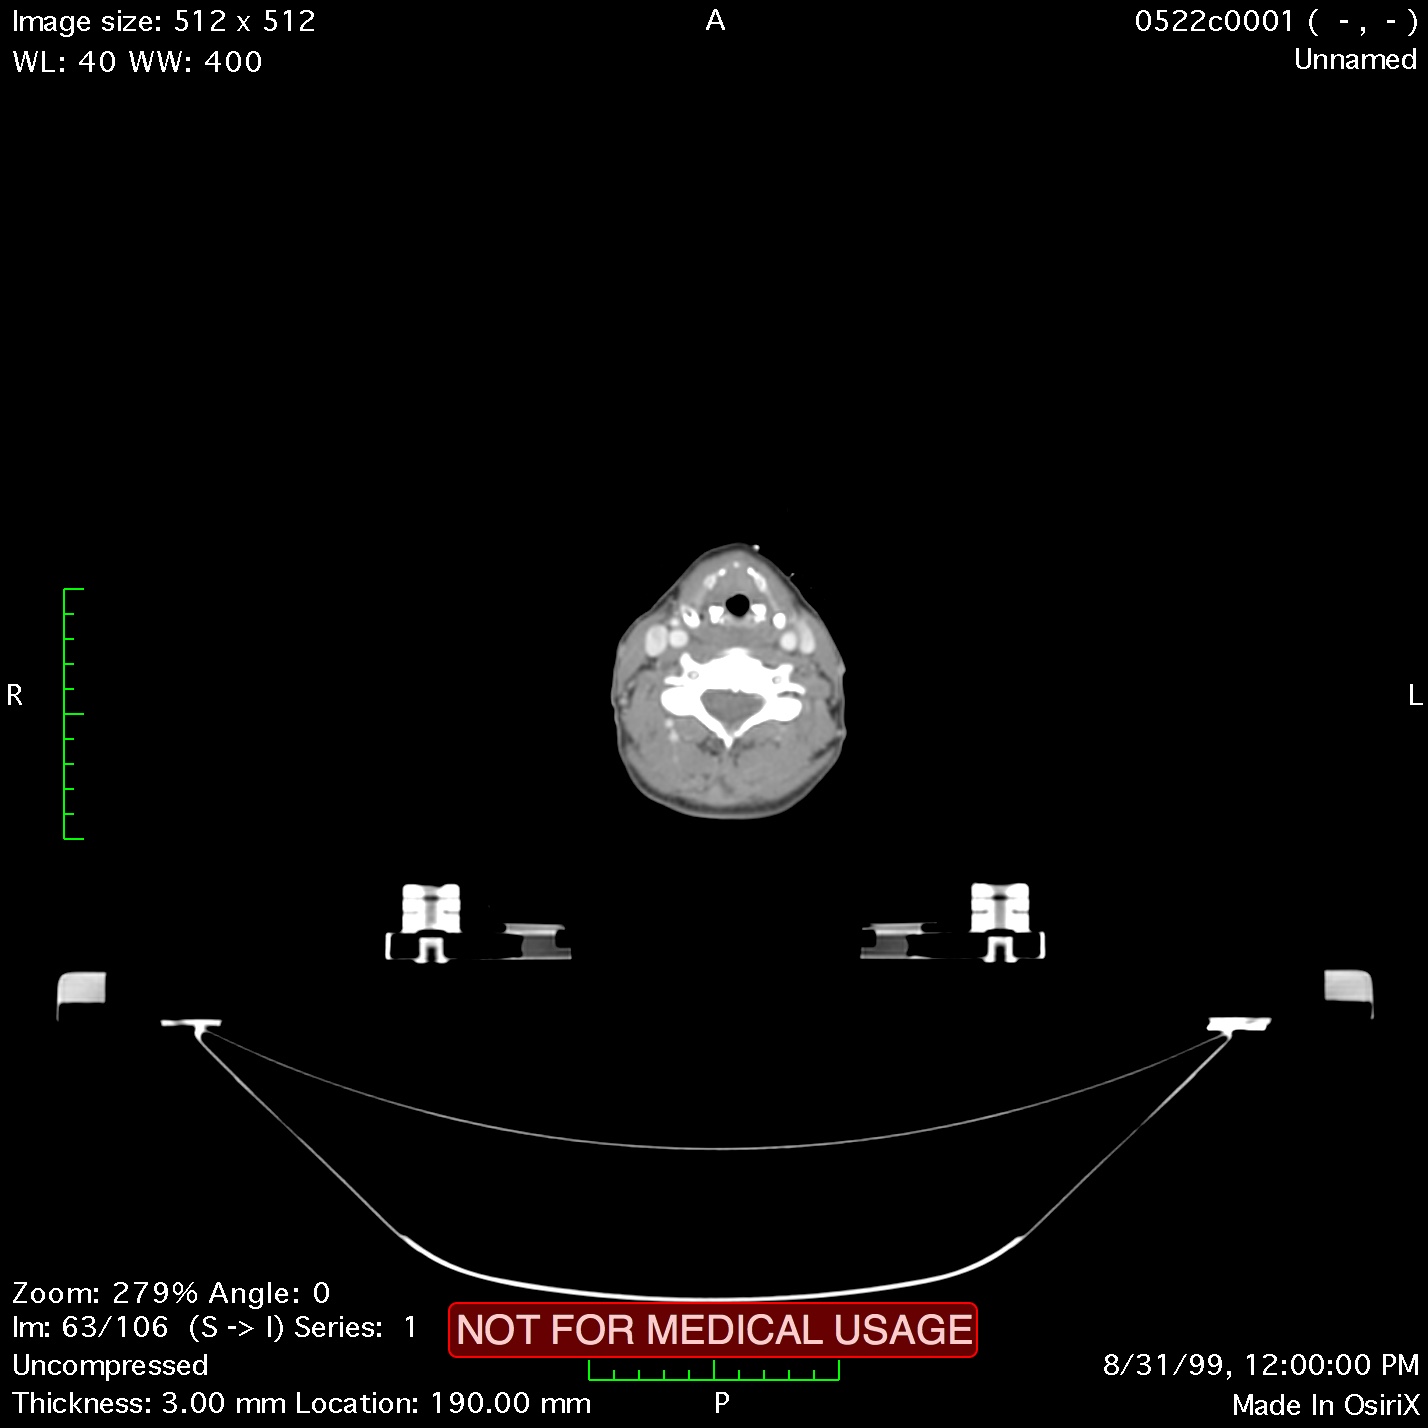 Image size: 512 x 512
WL: 40 WW: 400
A
0522c0001 ( -, -)
Unnamed
R
L
Zoom: 279% Angle: 0
Im: 63/106 (S -> I) Series: 1
Uncompressed
Thickness: 3.00 mm Location: 190.00 mm
NOT FOR MEDICAL USAGE
P
8/31/99, 12:00:00 PM
Made In OsiriX